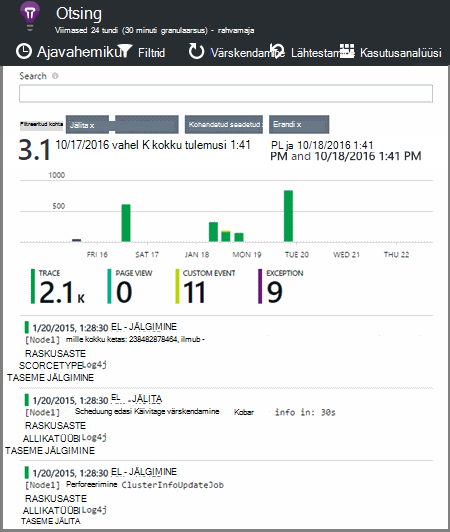 Otsing
Viimased 24 tundi (30 minuti granulaarsus) - rahvamaja
Ajavahemikul Filtrid Värskendamine Lähtestamine Kasutusanalüüsi
Search
Filtreeritud kohta Jälita x Kohandatud seadetud x Erandi x
3.1 10/17/2016 vahel K kokku tulemusi 1:41 PL ja 10/18/2016 1:41
PM and 10/18/2016 1:41 PM
1000
500
FRI 16 SAT 17 JAN 18 MON 19 TUE 20 WED 21 THU 22
TRACE PAGE VIEW CUSTOM EVENT EXCEPTION
2.1 K 0 11 9
1/20/2015, 1:28:30 EL - JÄLGIMINE
[Node1] mille kokku ketas: 238482878464, ilmub -
RASKUSASTE
SCORCETYPE Log4j
TASEME JÄLGIMINE
1/20/2015, 1:28:30 EL - JÄLITA
[Node1] Scheduung edasi Käivitage värskendamine Kobar info in: 30s
RASKUSASTE
ALLIKATÜÜBI Log4j
TASEME JÄLGIMINE
1/20/2015, 1:28:30 EL - JÄLGIMINE
[Node1] Perforeerimine ClusterInfoUpdateJob
RASKUSASTE
ALLIKATÜÜBI Log4j
TASEME JÄLITA